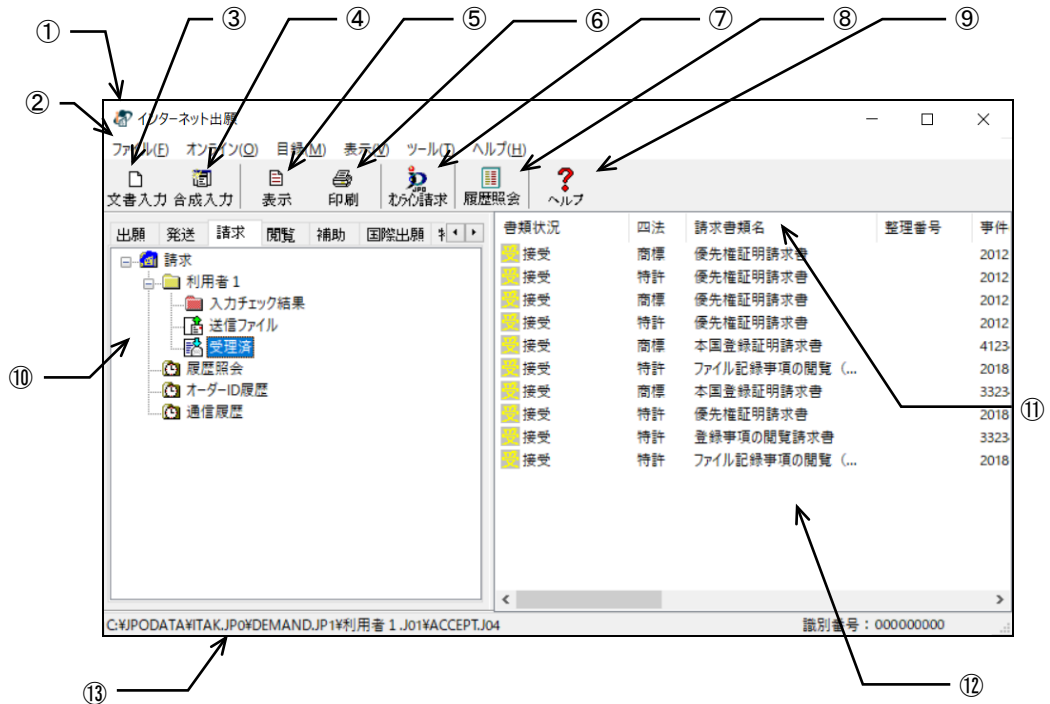 ③ ④ ⑤ ⑥ ⑦ ⑧ ⑨
①
②
インターネット出願
ファイル(F) オンライン(O) 目録(M) 表示(V) ツール(T) ヘルプ(H)
文書入力 合成入力 表示 印刷 オンライン請求 履歴照会 ヘルプ
出願 発送 請求 閲覧 補助 国際出願
請求
利用者1
入力チェック結果
送信ファイル
受理済
履歴照会
オーダーID履歴
通信履歴
⑩
書類状況 四法 請求書類名 整理番号 事件
受 接受 商標 優先権証明請求書 2012
受 接受 特許 優先権証明請求書 2012
受 接受 商標 優先権証明請求書 2012
受 接受 特許 優先権証明請求書 2012
受 接受 商標 本国登録証明請求書 4123
受 接受 特許 ファイル記録事項の閲覧（... 2018
受 接受 商標 本国登録証明請求書 3323
受 接受 特許 優先権証明請求書 2018
受 接受 特許 登録事項の閲覧請求書 3323
受 接受 特許 ファイル記録事項の閲覧（... 2018
⑪
C:¥JPODATA¥ITAK.JP0¥DEMAND.JP1¥利用者１.J01¥ACCEPT.J04 識別番号：000000000
⑫
⑬